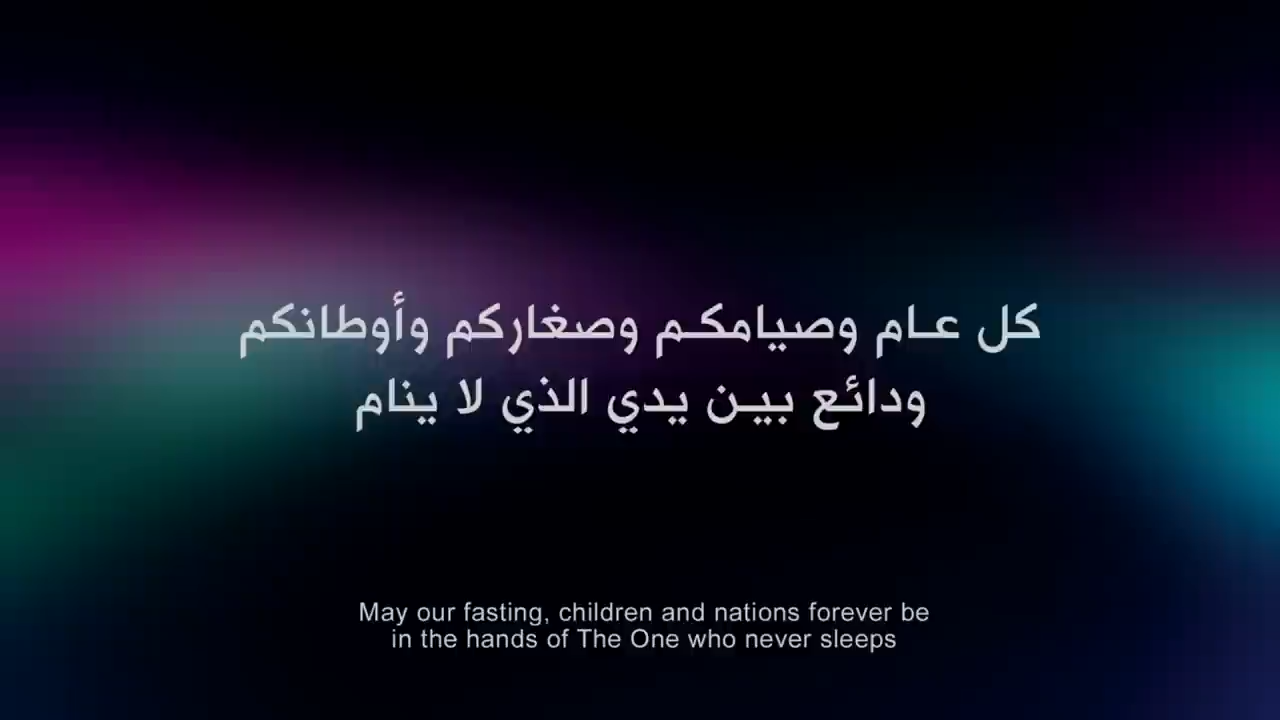 كل عام وصيامكم وصغاركم وأوطانكم
ودائع بين يدي الذي لا ينام
May our fasting, children and nations forever be
in the hands of The One who never sleeps